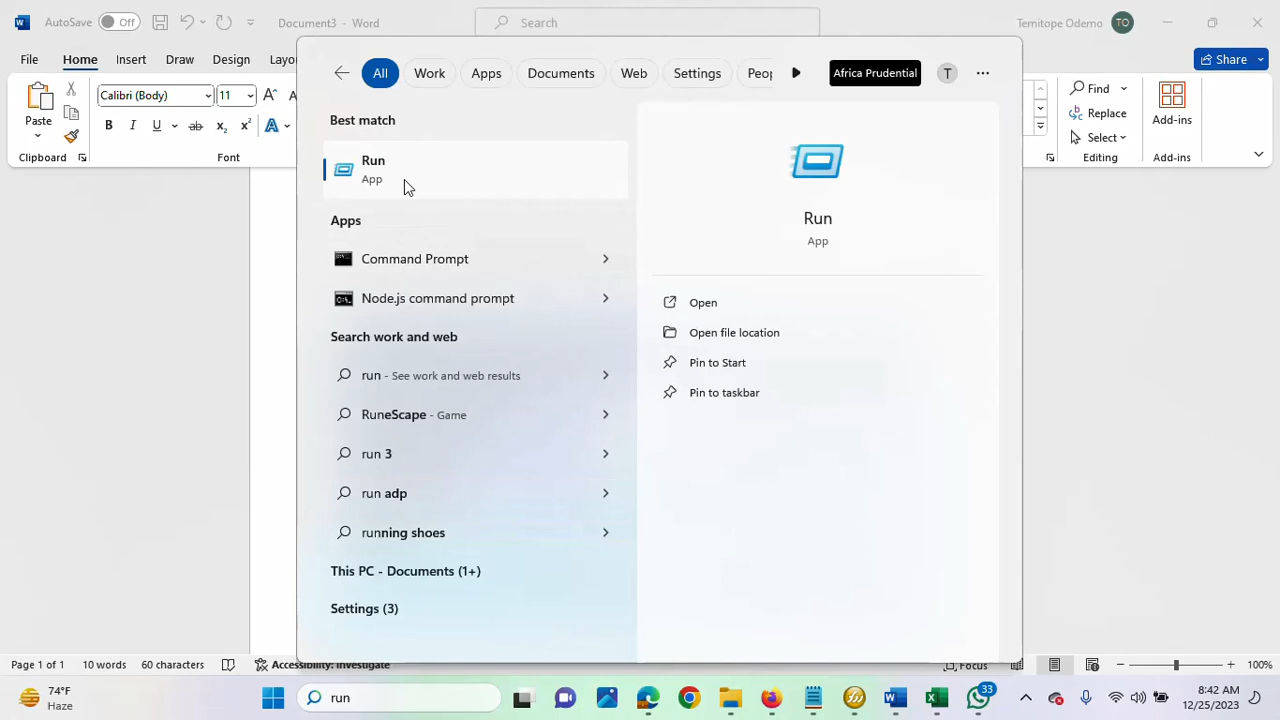 AutoSave Off Document3 - Word Search Temitope Odemo TO
File Home Insert Draw Design Share
Calibri (Body) 11 Find
Paste Replace Add-ins
B I U Select
Clipboard Font Editing Add-ins
All Work Apps Documents Web Settings Africa Prudential T
Best match
Run
App
Apps
Command Prompt
Node.js command prompt
Search work and web
run - See work and web results
RuneScape - Game
run 3
run adp
running shoes
This PC - Documents (1+)
Settings (3)
Run
App
Open
Open file location
Pin to Start
Pin to taskbar
Page 1 of 1 10 words 60 characters Accessibility: Investigate Focus 100%
74°F
Haze
run
33
8:42 AM
12/25/2023